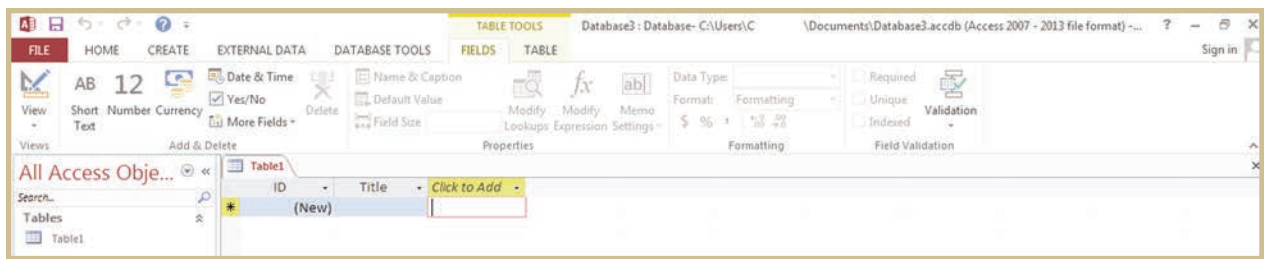 TABLE TOOLS Database3 : Database- C:\Users\C \Documents\Database3.accdb (Access 2007 - 2013 file format) -... ?
FILE HOME CREATE EXTERNAL DATA DATABASE TOOLS FIELDS TABLE Sign in
AB 12 Date & Time Name & Caption fx ab Data Type: Required
Yes/No Default Value Format: Formatting Unique
View Short Number Currency Delete Modify Modify Memo Validation
Text More Fields Field Size Lookups Expression Settings $ % , Indexed
Views Add & Delete Properties Formatting Field Validation
All Access Obje... « Table1
ID Title Click to Add
Search...
* (New)
Tables
Table1